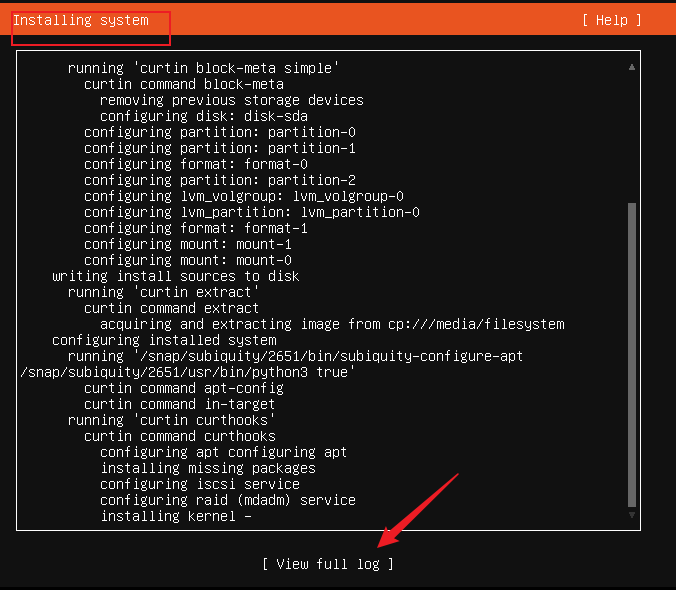 Installing system
[ Help ]
running 'curtin block-meta simple'
curtin command block-meta
removing previous storage devices
configuring disk: disk-sda
configuring partition: partition-0
configuring partition: partition-1
configuring format: format-0
configuring partition: partition-2
configuring lvm_volgroup: lvm_volgroup-0
configuring lvm_partition: lvm_partition-0
configuring format: format-1
configuring mount: mount-1
configuring mount: mount-0
writing install sources to disk
running 'curtin extract'
curtin command extract
acquiring and extracting image from cp:///media/filesystem
configuring installed system
running '/snap/subiquity/2651/bin/subiquity-configure-apt
/snap/subiquity/2651/usr/bin/python3 true'
curtin command apt-config
curtin command in-target
running 'curtin curthooks'
curtin command curthooks
configuring apt configuring apt
installing missing packages
configuring iscsi service
configuring raid (mdadm) service
installing kernel -
[ View full log ]